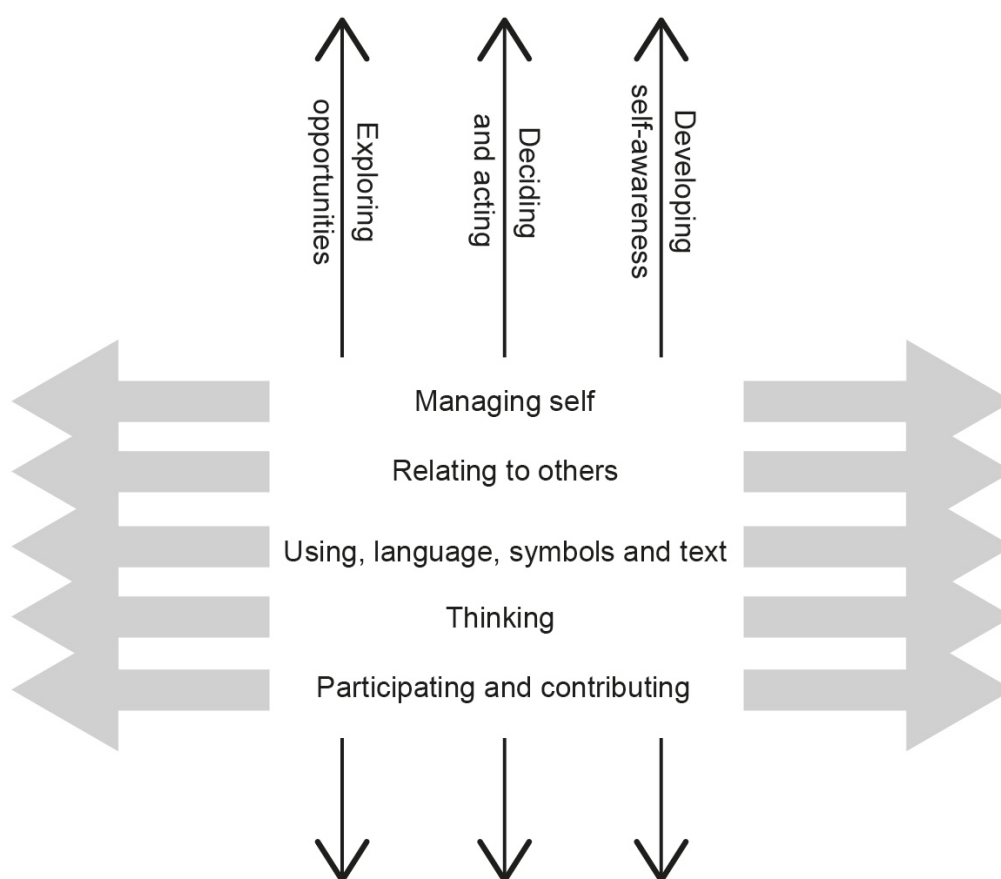 Exploring
opportunities
Deciding
and acting
Developing
self-awareness
Managing self
Relating to others
Using, language, symbols and text
Thinking
Participating and contributing